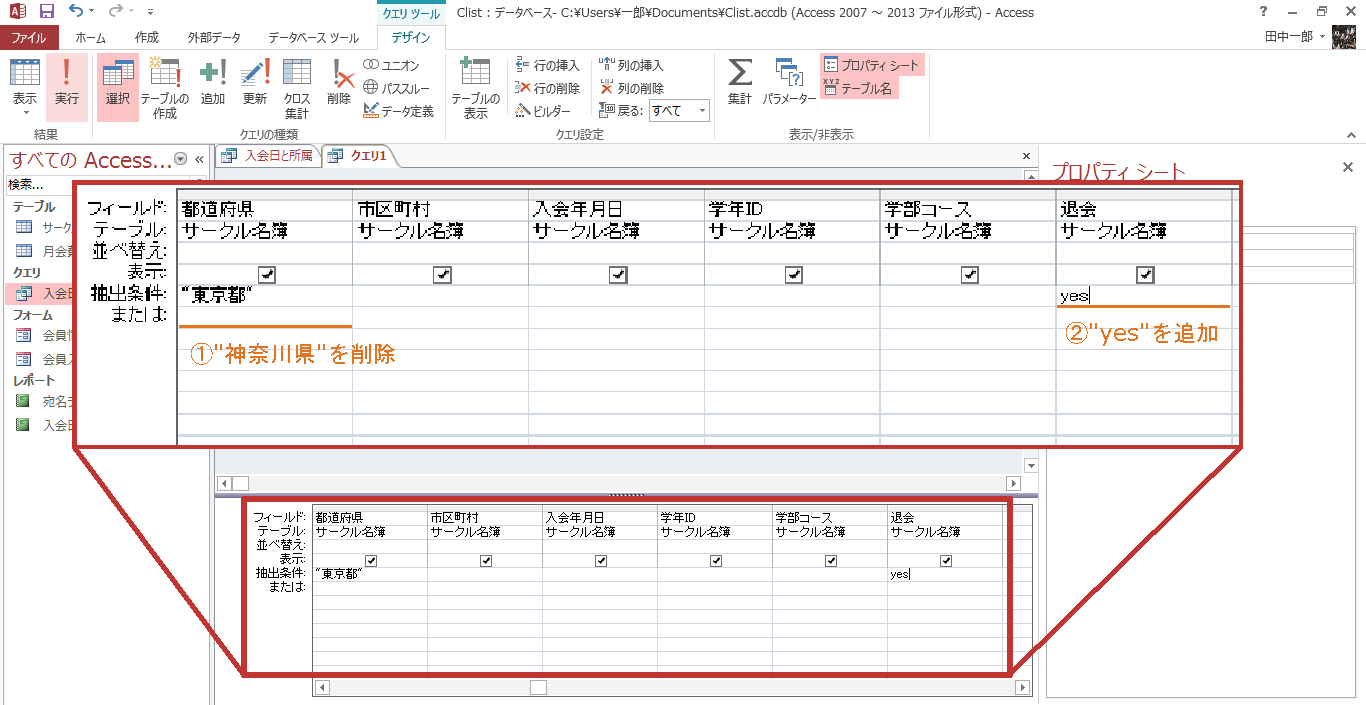 クエリ ツール
Clist : データベース- C:¥Users¥一郎¥Documents¥Clist.accdb (Access 2007 ～ 2013 ファイル形式) - Access
?
ファイル ホーム 作成 外部データ データベース ツール デザイン
田中一郎
表示
実行
結果
選択
テーブルの作成
追加
更新
クロス集計
削除
ユニオン
パススルー
データ定義
クエリの種類
テーブルの表示
行の挿入
行の削除
ビルダー
列の挿入
列の削除
戻る: すべて
クエリ設定
集計
パラメーター
プロパティ シート
テーブル名
表示/非表示
すべての Access... «
検索...
テーブル
サーク
月会
クエリ
入会
フォーム
会員
会員
レポート
宛名
入会
入会日と所属
クエリ1
プロパティ シート
フィールド: 都道府県 市区町村 入会年月日 学年ID 学部コース 退会
テーブル: サークル名簿 サークル名簿 サークル名簿 サークル名簿 サークル名簿 サークル名簿
並べ替え:
表示:
抽出条件: "東京都" yes
または:
①"神奈川県"を削除
②"yes"を追加
フィールド: 都道府県 市区町村 入会年月日 学年ID 学部コース 退会
テーブル: サークル名簿 サークル名簿 サークル名簿 サークル名簿 サークル名簿 サークル名簿
並べ替え:
表示:
抽出条件: "東京都" yes
または: